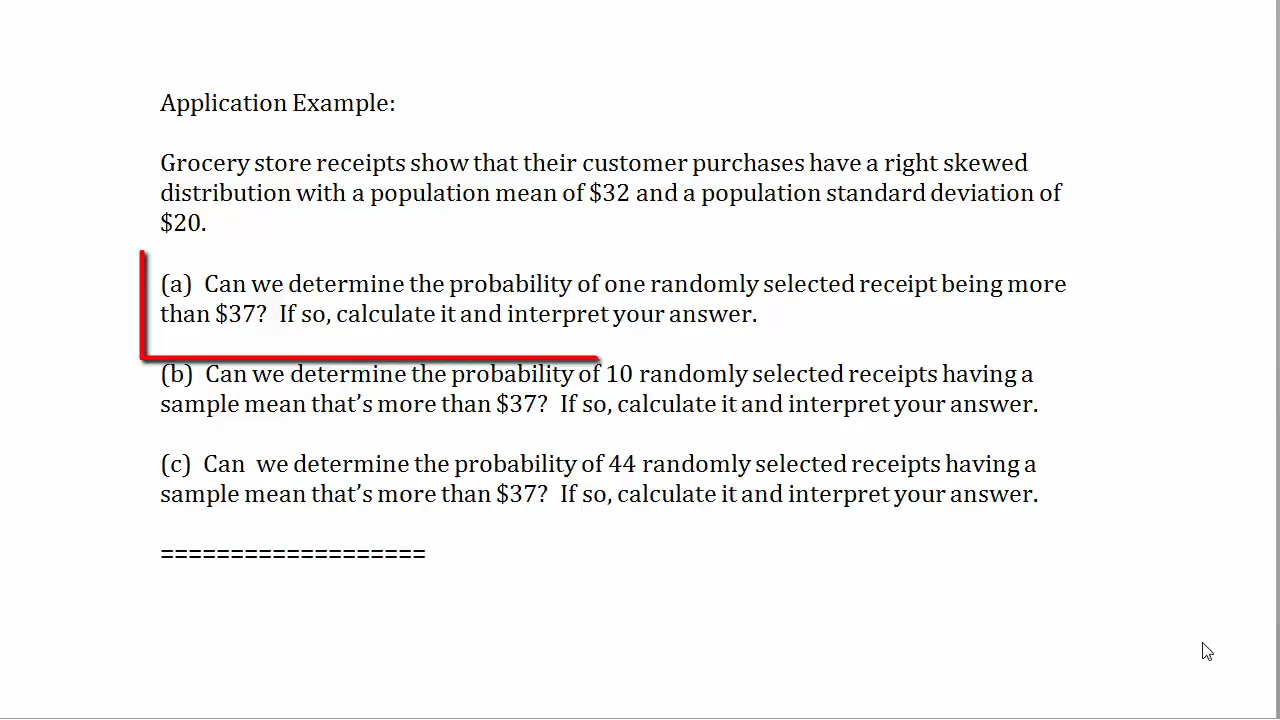 Application Example:
Grocery store receipts show that their customer purchases have a right skewed
distribution with a population mean of $32 and a population standard deviation of
$20.
(a) Can we determine the probability of one randomly selected receipt being more
than $37? If so, calculate it and interpret your answer.
(b) Can we determine the probability of 10 randomly selected receipts having a
sample mean that’s more than $37? If so, calculate it and interpret your answer.
(c) Can we determine the probability of 44 randomly selected receipts having a
sample mean that’s more than $37? If so, calculate it and interpret your answer.
===================